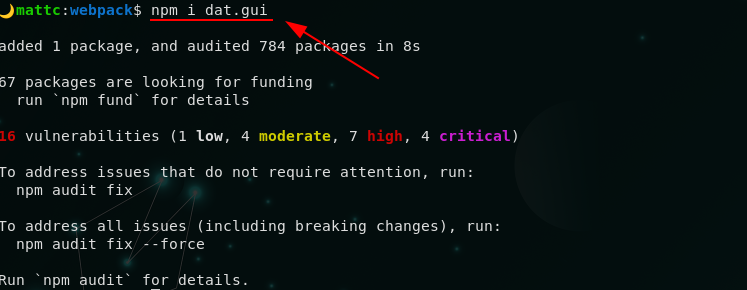 🌙mattc:webpack$ npm i dat.gui
added 1 package, and audited 784 packages in 8s
67 packages are looking for funding
run `npm fund` for details
16 vulnerabilities (1 low, 4 moderate, 7 high, 4 critical)
To address issues that do not require attention, run:
npm audit fix
To address all issues (including breaking changes), run:
npm audit fix --force
Run `npm audit` for details.